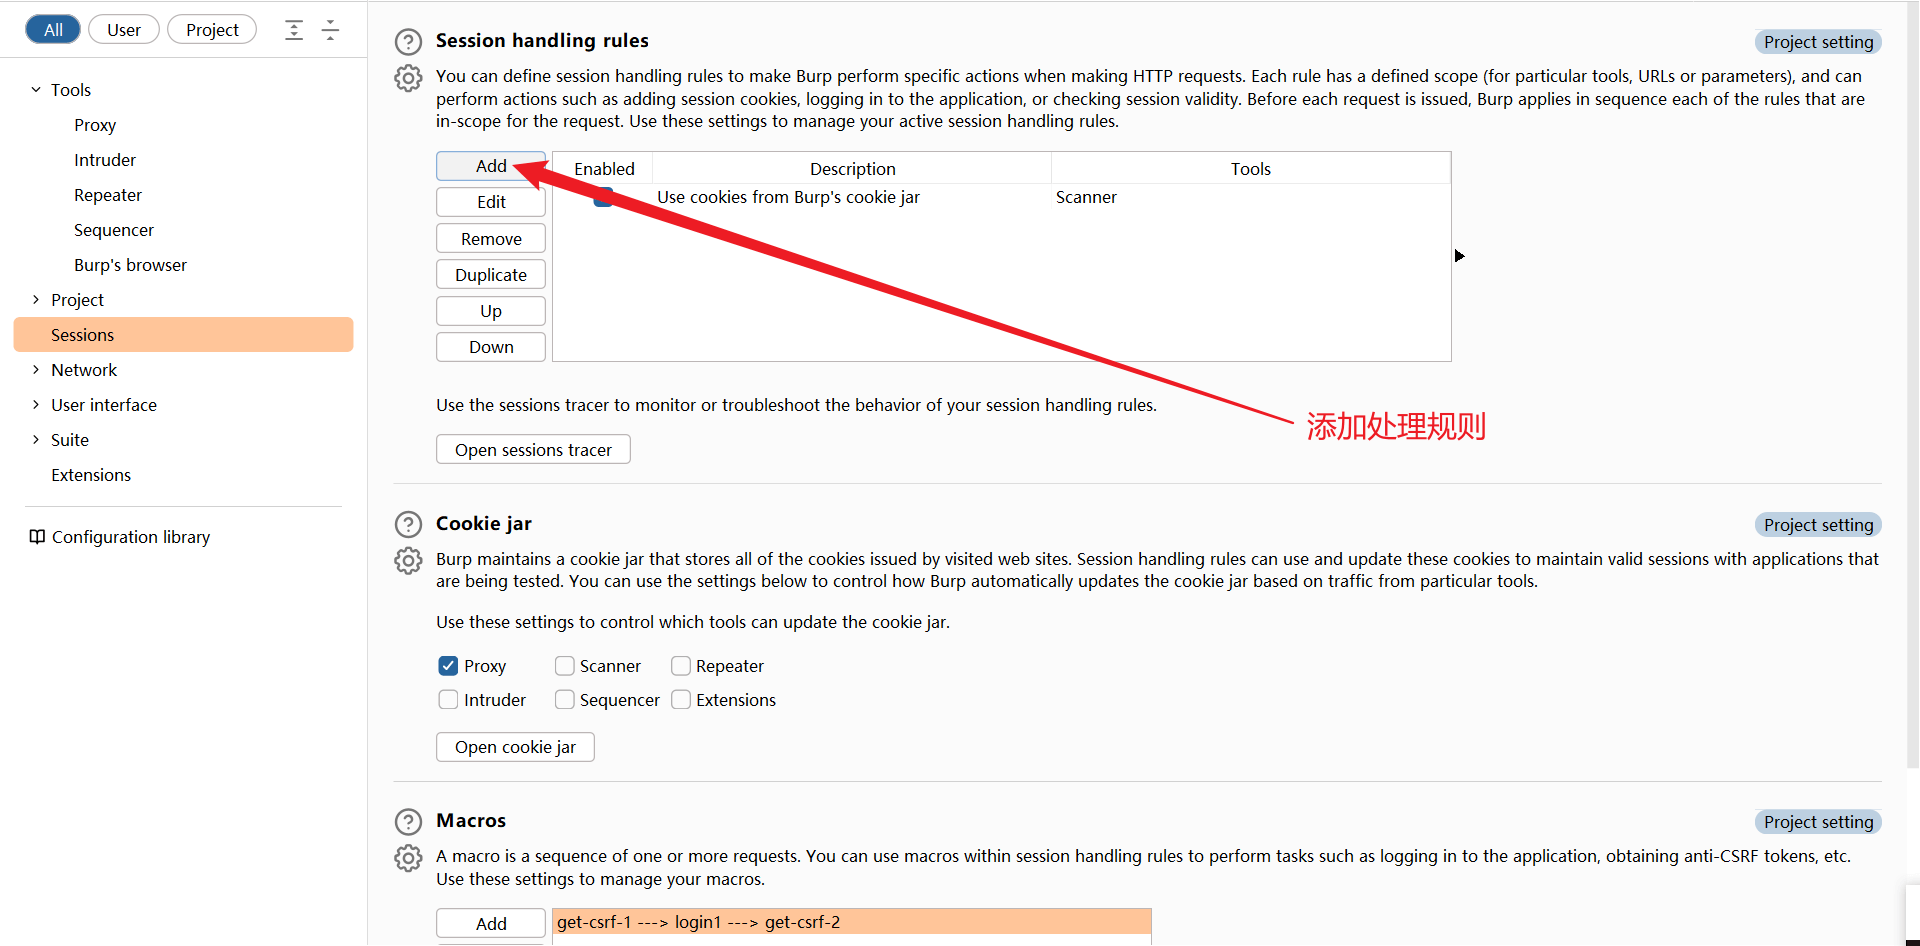 All
User
Project
Tools
Proxy
Intruder
Repeater
Sequencer
Burp's browser
Project
Sessions
Network
User interface
Suite
Extensions
Configuration library
Session handling rules
Project setting
You can define session handling rules to make Burp perform specific actions when making HTTP requests. Each rule has a defined scope (for particular tools, URLs or parameters), and can
perform actions such as adding session cookies, logging in to the application, or checking session validity. Before each request is issued, Burp applies in sequence each of the rules that are
in-scope for the request. Use these settings to manage your active session handling rules.
Add
Edit
Remove
Duplicate
Up
Down
Enabled Description Tools
Use cookies from Burp's cookie jar Scanner
Use the sessions tracer to monitor or troubleshoot the behavior of your session handling rules.
添加处理规则
Open sessions tracer
Cookie jar
Project setting
Burp maintains a cookie jar that stores all of the cookies issued by visited web sites. Session handling rules can use and update these cookies to maintain valid sessions with applications that
are being tested. You can use the settings below to control how Burp automatically updates the cookie jar based on traffic from particular tools.
Use these settings to control which tools can update the cookie jar.
Proxy Scanner Repeater
Intruder Sequencer Extensions
Open cookie jar
Macros
Project setting
A macro is a sequence of one or more requests. You can use macros within session handling rules to perform tasks such as logging in to the application, obtaining anti-CSRF tokens, etc.
Use these settings to manage your macros.
Add
get-csrf-1 ---> login1 ---> get-csrf-2